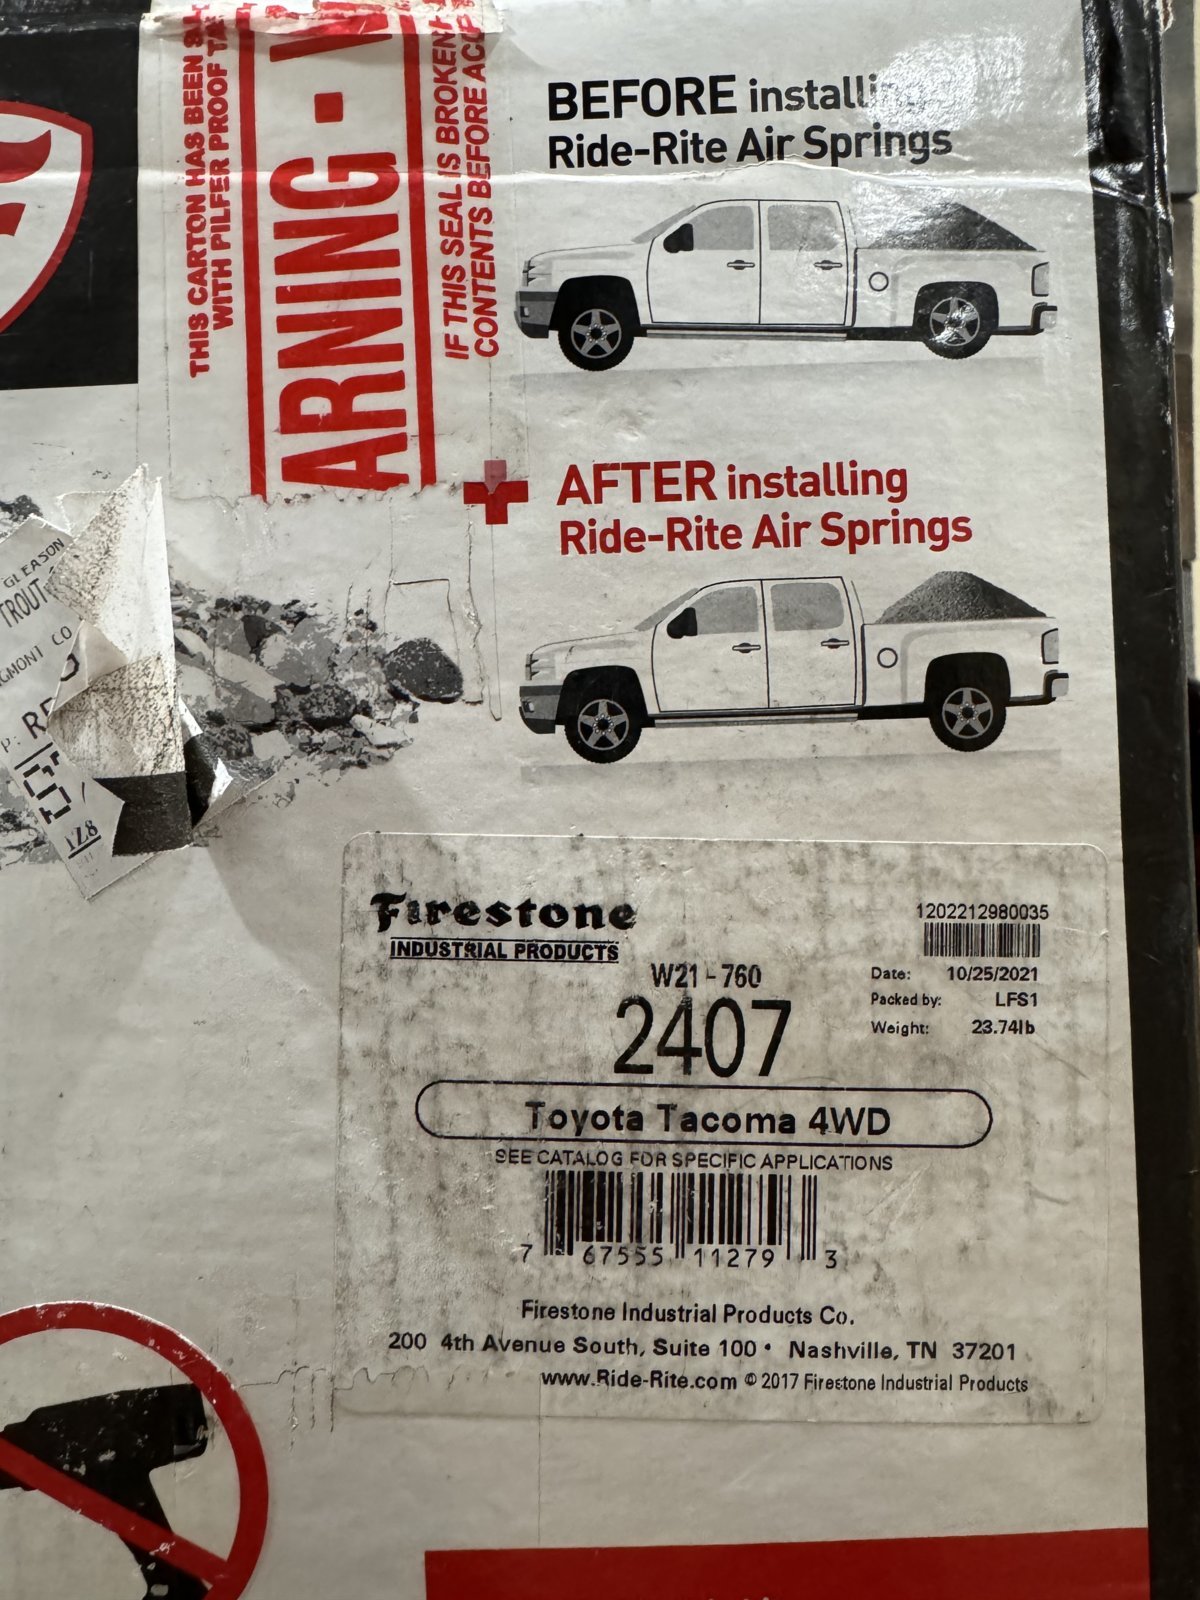 THIS CARTON HAS BEEN
WITH PILFER PROOF
ARNING
IF THIS SEAL IS BROKEN
CONTENTS BEFORE
BEFORE installing
Ride-Rite Air Springs
AFTER installing
Ride-Rite Air Springs
GLEASON
TROUT
CO
1Z8
Firestone
INDUSTRIAL PRODUCTS
W21-760
2407
1202212980035
Date: 10/25/2021
Packed by: LFS1
Weight: 23.74lb
Toyota Tacoma 4WD
SEE CATALOG FOR SPECIFIC APPLICATIONS
7 67555 11279 3
Firestone Industrial Products Co.
200 4th Avenue South, Suite 100 • Nashville, TN 37201
www.Ride-Rite.com © 2017 Firestone Industrial Products